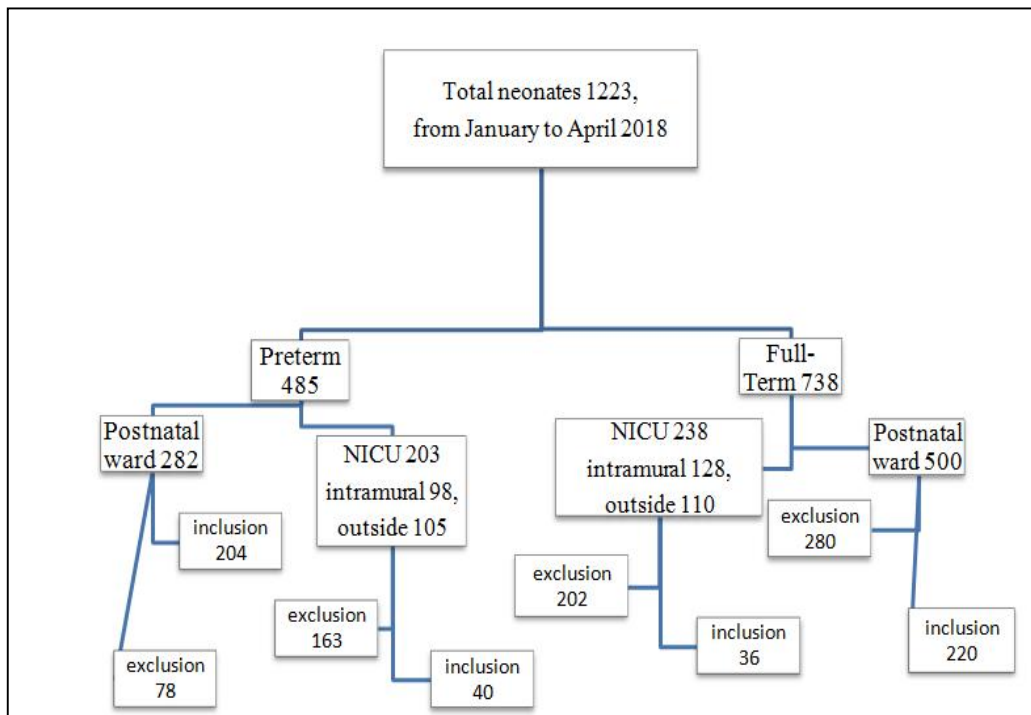 Total neonates 1223,
from January to April 2018
Preterm
485
Full-
Term 738
Postnatal
ward 282
NICU 203
intramural 98,
outside 105
NICU 238
intramural 128,
outside 110
Postnatal
ward 500
inclusion
204
exclusion
78
exclusion
163
inclusion
40
exclusion
202
inclusion
36
exclusion
280
inclusion
220